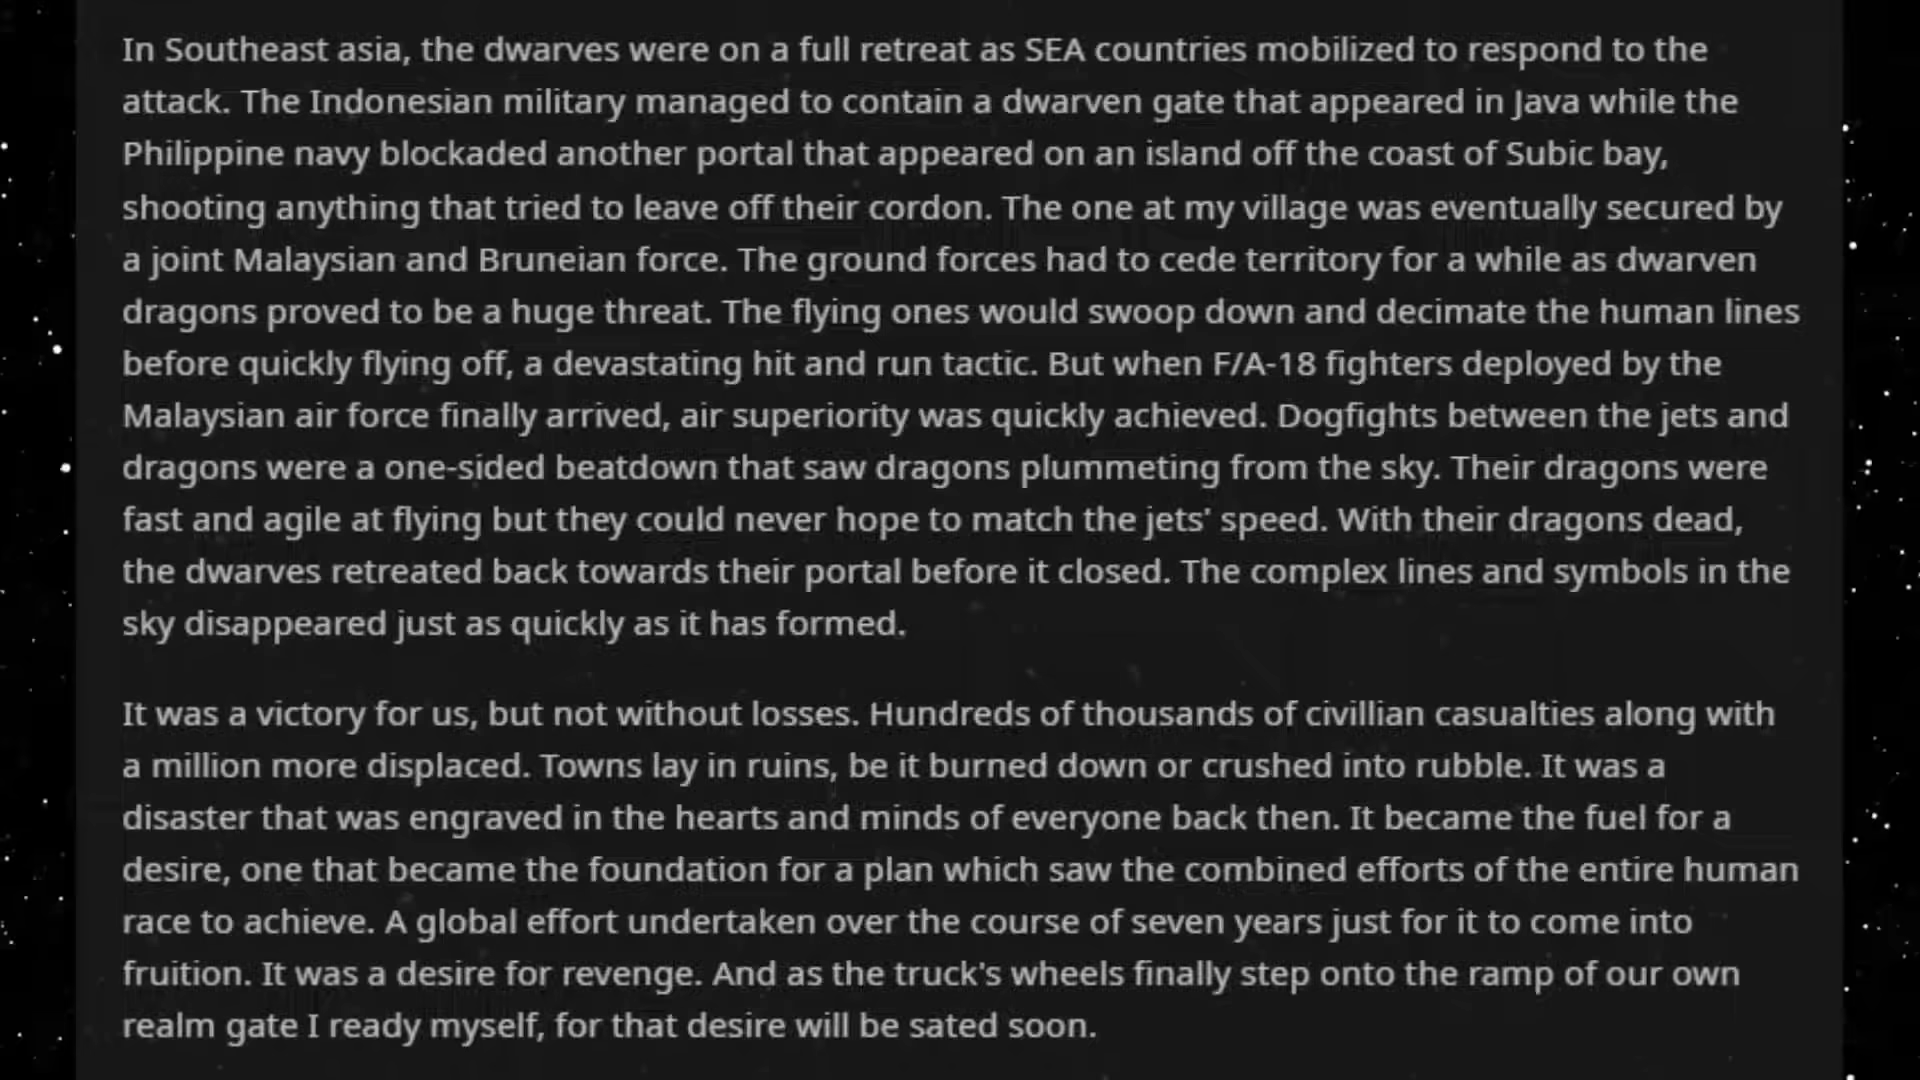 In Southeast asia, the dwarves were on a full retreat as SEA countries mobilized to respond to the
attack. The Indonesian military managed to contain a dwarven gate that appeared in Java while the
Philippine navy blockaded another portal that appeared on an island off the coast of Subic bay,
shooting anything that tried to leave off their cordon. The one at my village was eventually secured by
a joint Malaysian and Bruneian force. The ground forces had to cede territory for a while as dwarven
dragons proved to be a huge threat. The flying ones would swoop down and decimate the human lines
before quickly flying off, a devastating hit and run tactic. But when F/A-18 fighters deployed by the
Malaysian air force finally arrived, air superiority was quickly achieved. Dogfights between the jets and
dragons were a one-sided beatdown that saw dragons plummeting from the sky. Their dragons were
fast and agile at flying but they could never hope to match the jets' speed. With their dragons dead,
the dwarves retreated back towards their portal before it closed. The complex lines and symbols in the
sky disappeared just as quickly as it has formed.
It was a victory for us, but not without losses. Hundreds of thousands of civillian casualties along with
a million more displaced. Towns lay in ruins, be it burned down or crushed into rubble. It was a
disaster that was engraved in the hearts and minds of everyone back then. It became the fuel for a
desire, one that became the foundation for a plan which saw the combined efforts of the entire human
race to achieve. A global effort undertaken over the course of seven years just for it to come into
fruition. It was a desire for revenge. And as the truck's wheels finally step onto the ramp of our own
realm gate I ready myself, for that desire will be sated soon.